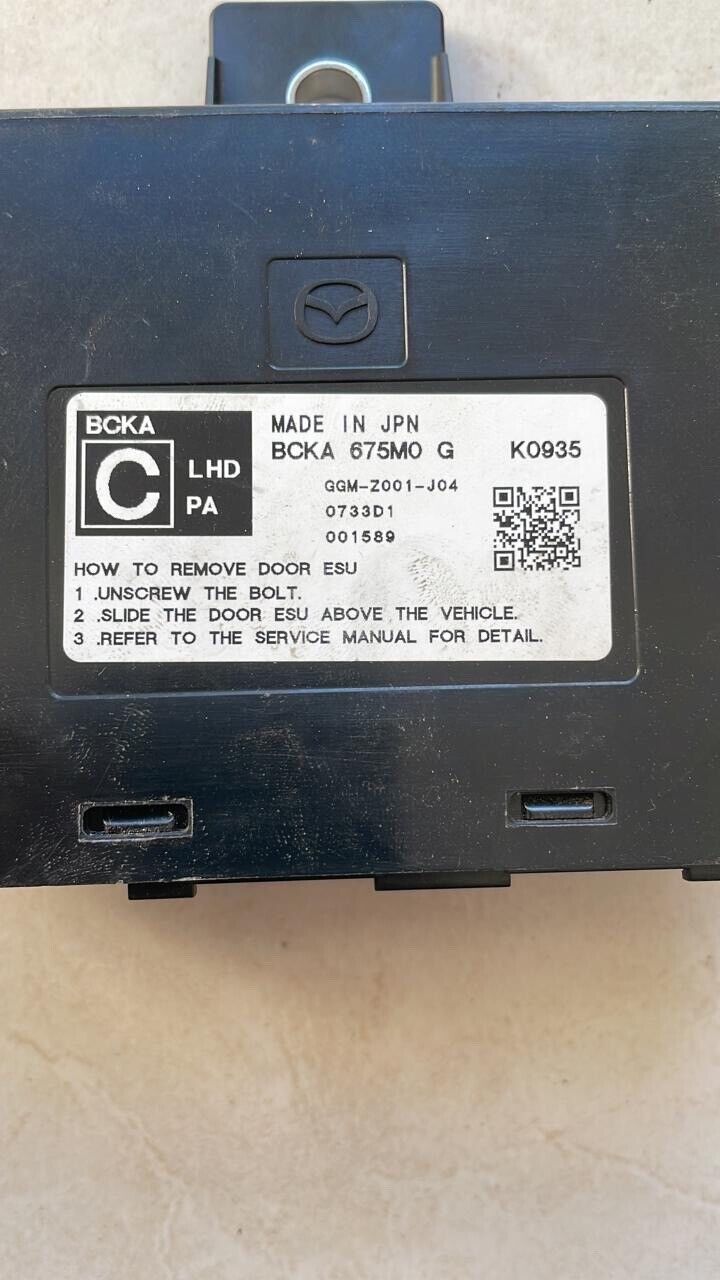 BCKA
C
LHD
PA
MADE IN JPN
BCKA 675M0 G K0935
GGM-Z001-J04
0733D1
001589
HOW TO REMOVE DOOR ESU
1 .UNSCREW THE BOLT.
2 .SLIDE THE DOOR ESU ABOVE THE VEHICLE.
3 .REFER TO THE SERVICE MANUAL FOR DETAIL.